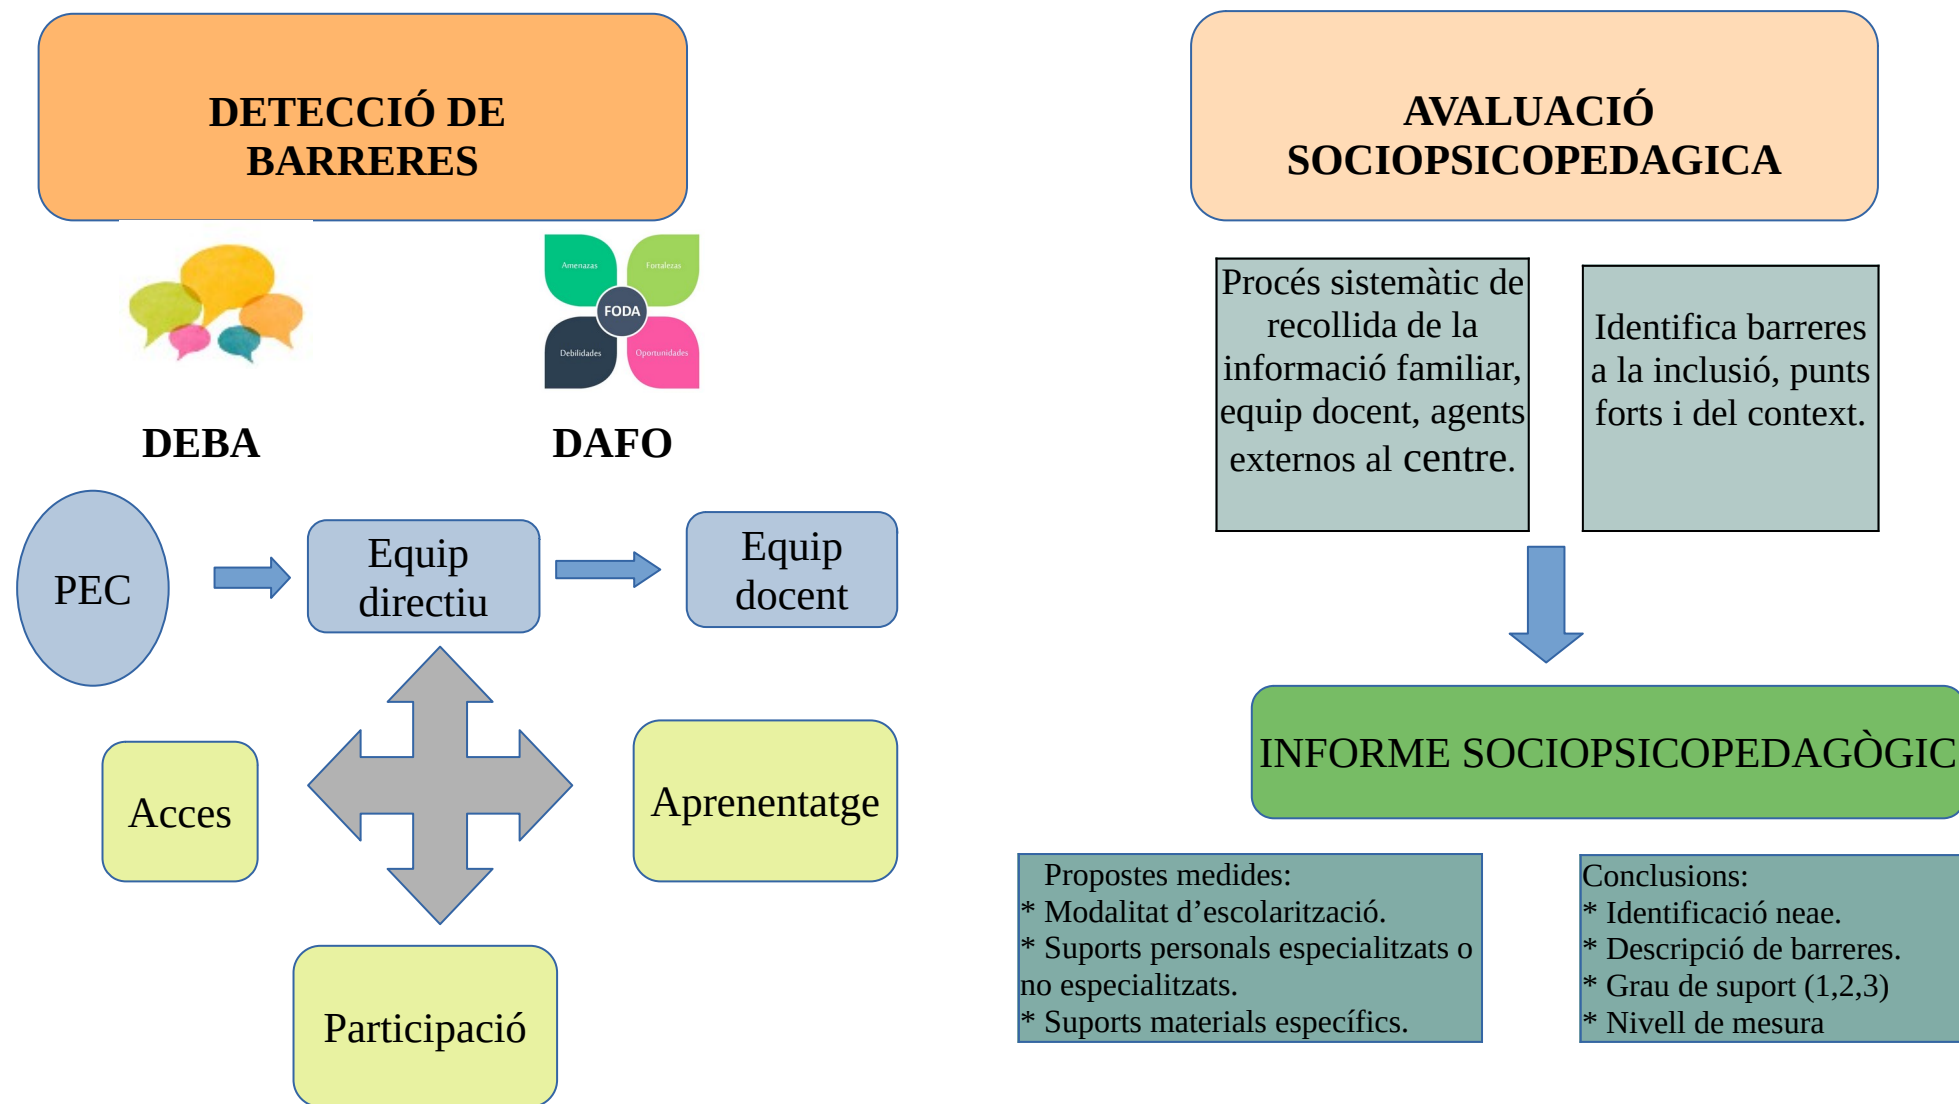 DETECCIÓ DE
BARRERES
Amenazas
Fortalezas
FODA
Debilidades
Oportunidades
DEBA
DAFO
PEC
Equip
directiu
Equip
docent
Acces
Aprenentatge
Participació
AVALUACIÓ
SOCIOPSICOPEDAGICA
Procés sistemàtic de
recollida de la
informació familiar,
equip docent, agents
externos al centre.
Identifica barreres
a la inclusió, punts
forts i del context.
INFORME SOCIOPSICOPEDAGÒGIC
Propostes medides:
* Modalitat d’escolarització.
* Suports personals especialitzats o
no especialitzats.
* Suports materials específics.
Conclusions:
* Identificació neae.
* Descripció de barreres.
* Grau de suport (1,2,3)
* Nivell de mesura